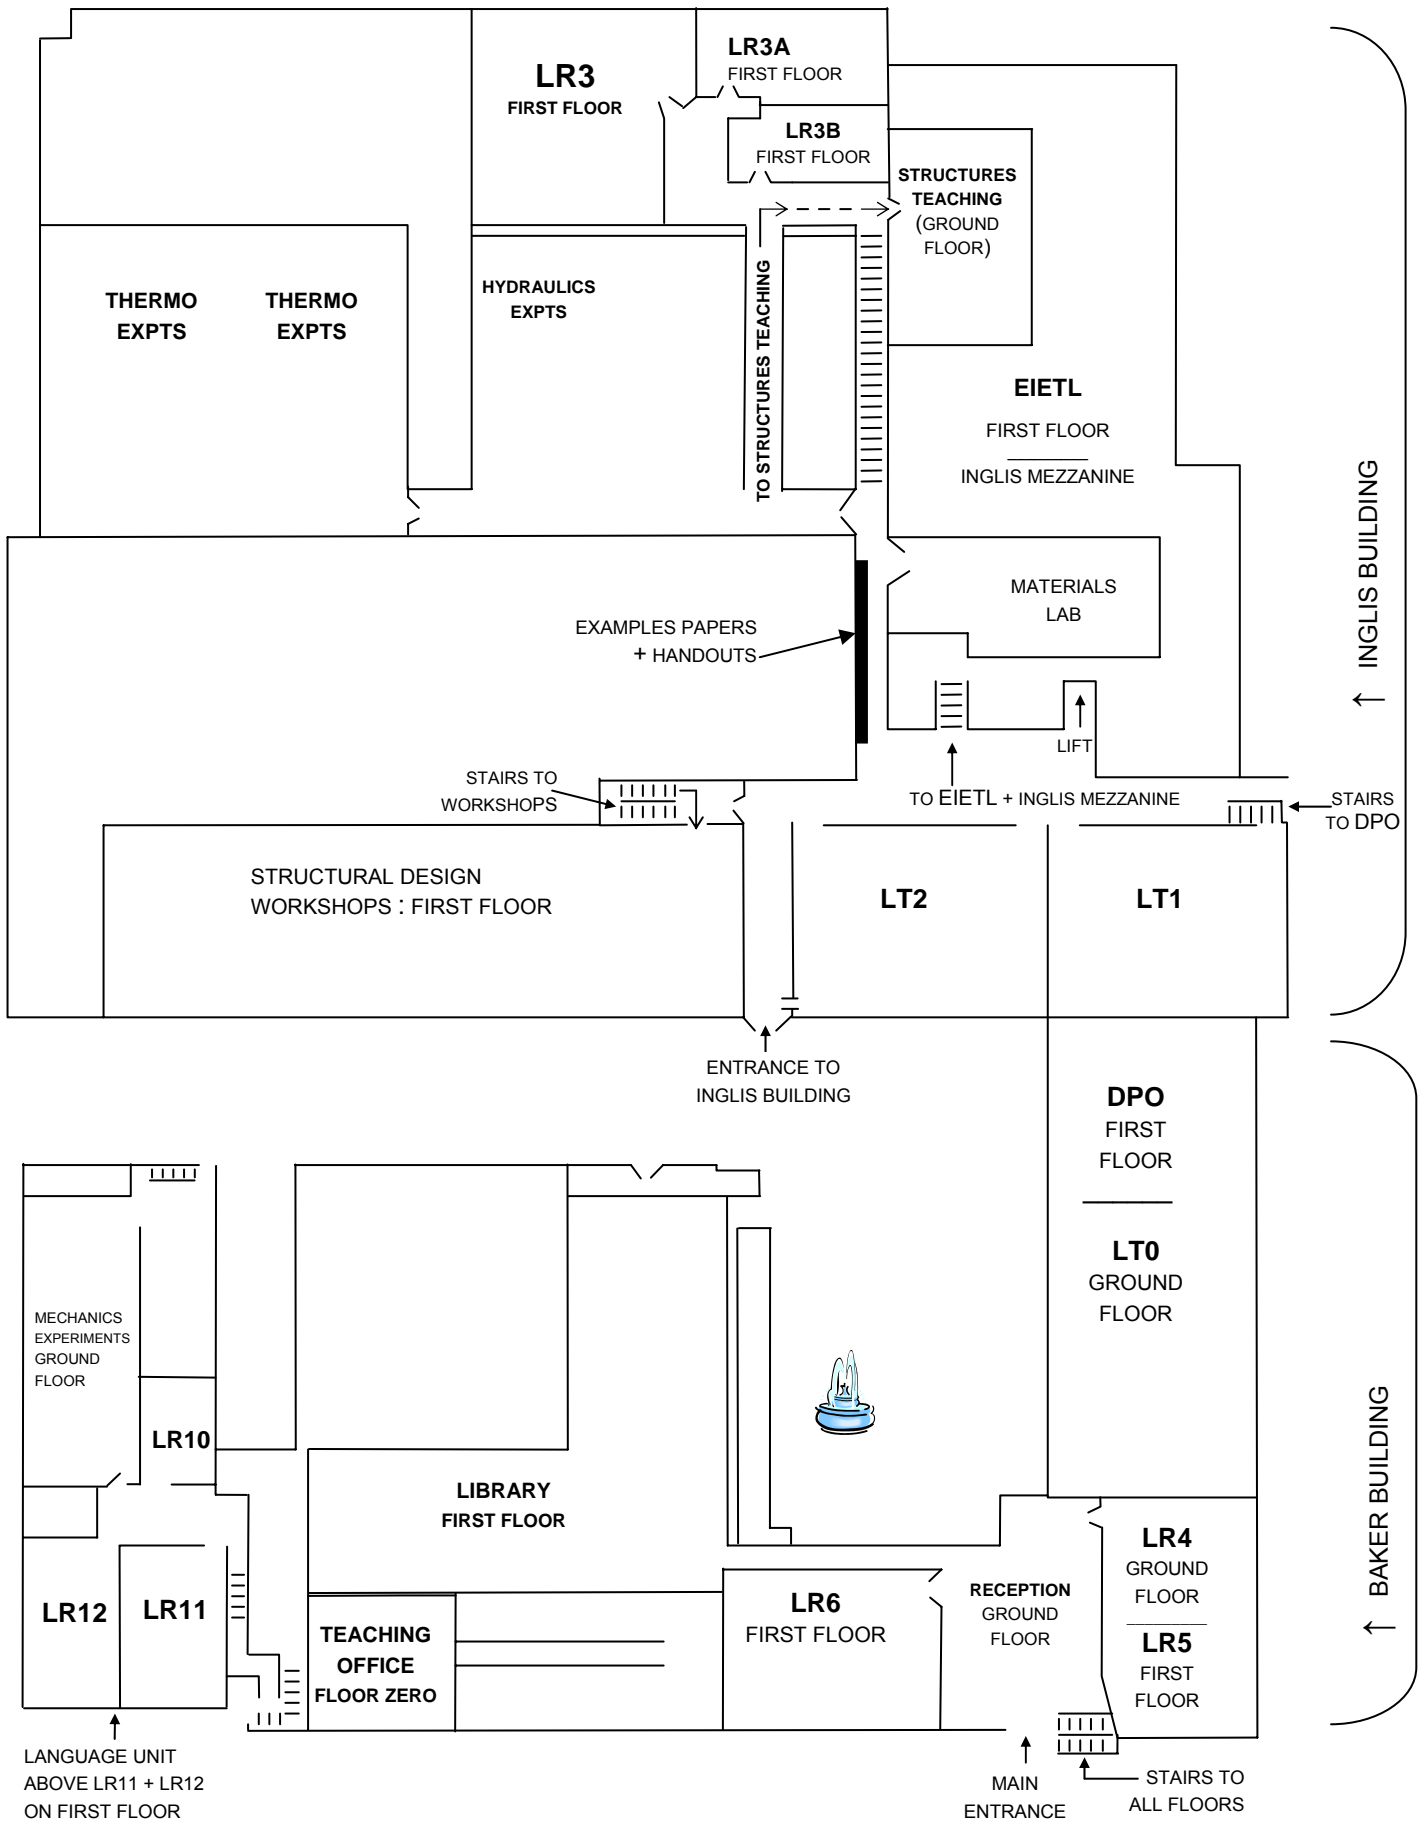 LR3
FIRST FLOOR
LR3A
FIRST FLOOR
LR3B
FIRST FLOOR
STRUCTURES
TEACHING
(GROUND
FLOOR)
THERMO
EXPTS
THERMO
EXPTS
HYDRAULICS
EXPTS
TO STRUCTURES TEACHING
EIETL
FIRST FLOOR
INGLIS MEZZANINE
MATERIALS
LAB
EXAMPLES PAPERS
+ HANDOUTS
INGLIS BUILDING
LIFT
STAIRS TO
WORKSHOPS
TO EIETL + INGLIS MEZZANINE
STAIRS
TO DPO
STRUCTURAL DESIGN
WORKSHOPS : FIRST FLOOR
LT2
LT1
ENTRANCE TO
INGLIS BUILDING
DPO
FIRST
FLOOR
LT0
GROUND
FLOOR
MECHANICS
EXPERIMENTS
GROUND
FLOOR
LR10
LIBRARY
FIRST FLOOR
BAKER BUILDING
LR12
LR11
TEACHING
OFFICE
FLOOR ZERO
LR6
FIRST FLOOR
RECEPTION
GROUND
FLOOR
LR4
GROUND
FLOOR
LR5
FIRST
FLOOR
LANGUAGE UNIT
ABOVE LR11 + LR12
ON FIRST FLOOR
MAIN
ENTRANCE
STAIRS TO
ALL FLOORS